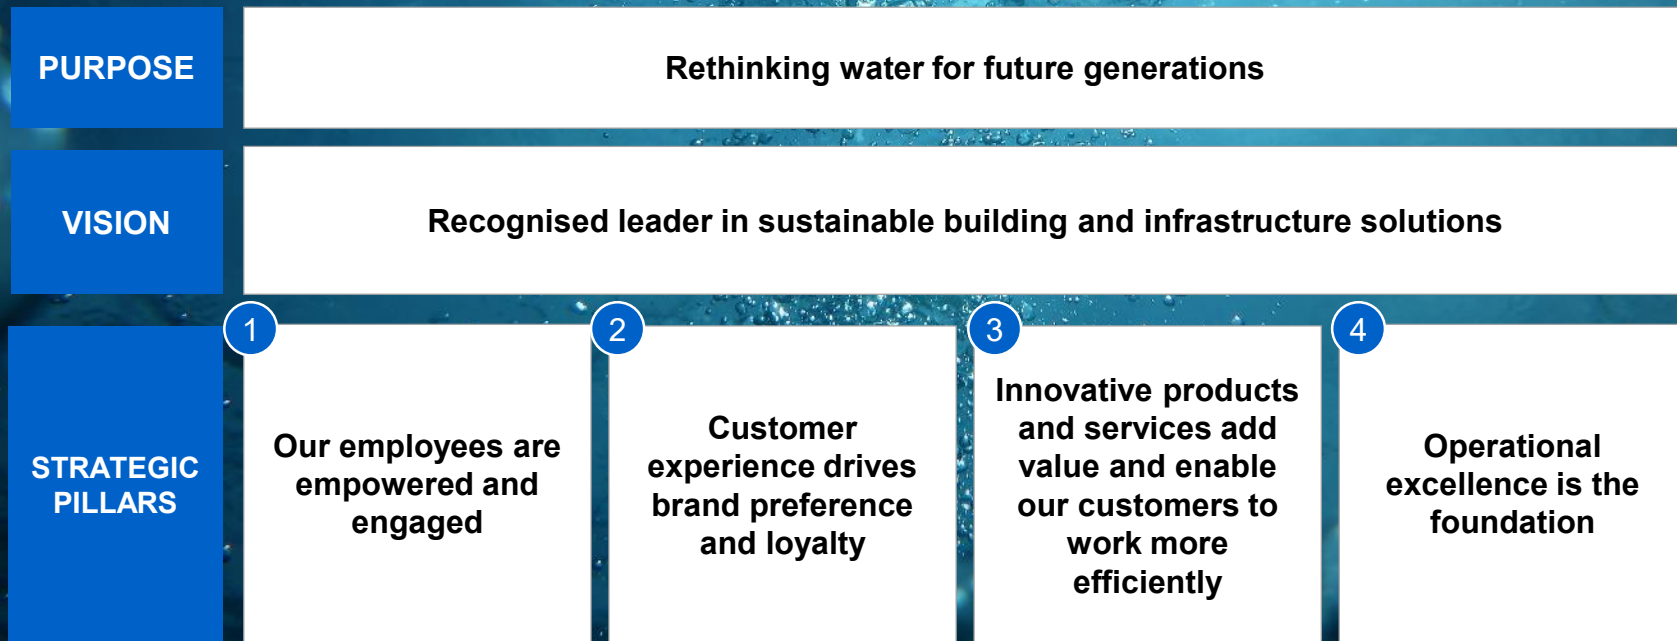 PURPOSE
Rethinking water for future generations
VISION
Recognised leader in sustainable building and infrastructure solutions
STRATEGIC
PILLARS
1
Our employees are
empowered and
engaged
2
Customer
experience drives
brand preference
and loyalty
3
Innovative products
and services add
value and enable
our customers to
work more
efficiently
4
Operational
excellence is the
foundation